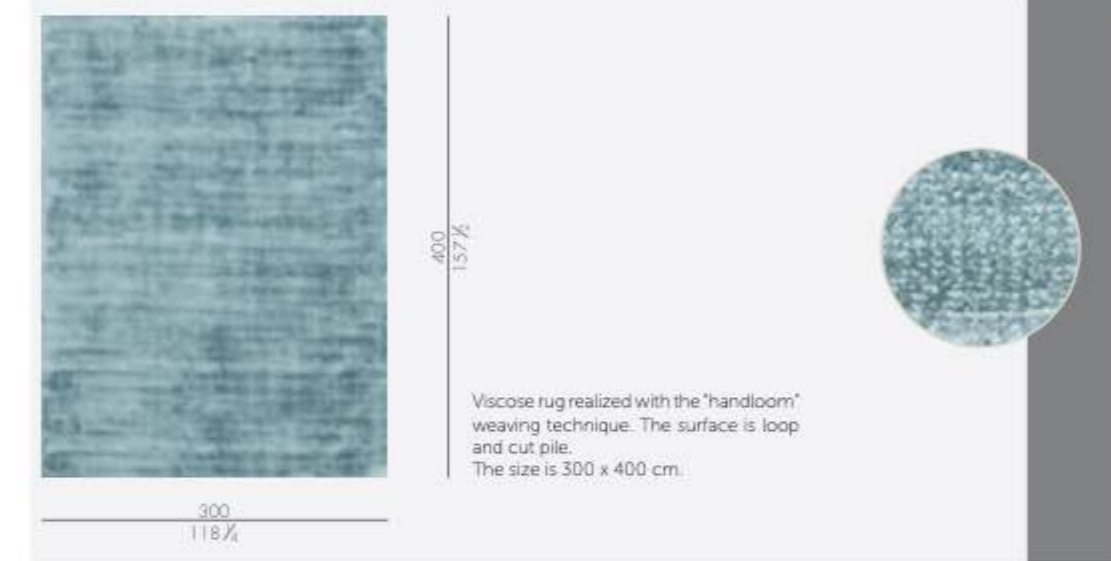 400
157 ½
Viscose rug realized with the "handloom"
weaving technique. The surface is loop
and cut pile.
The size is 300 x 400 cm.
300
118 ¼